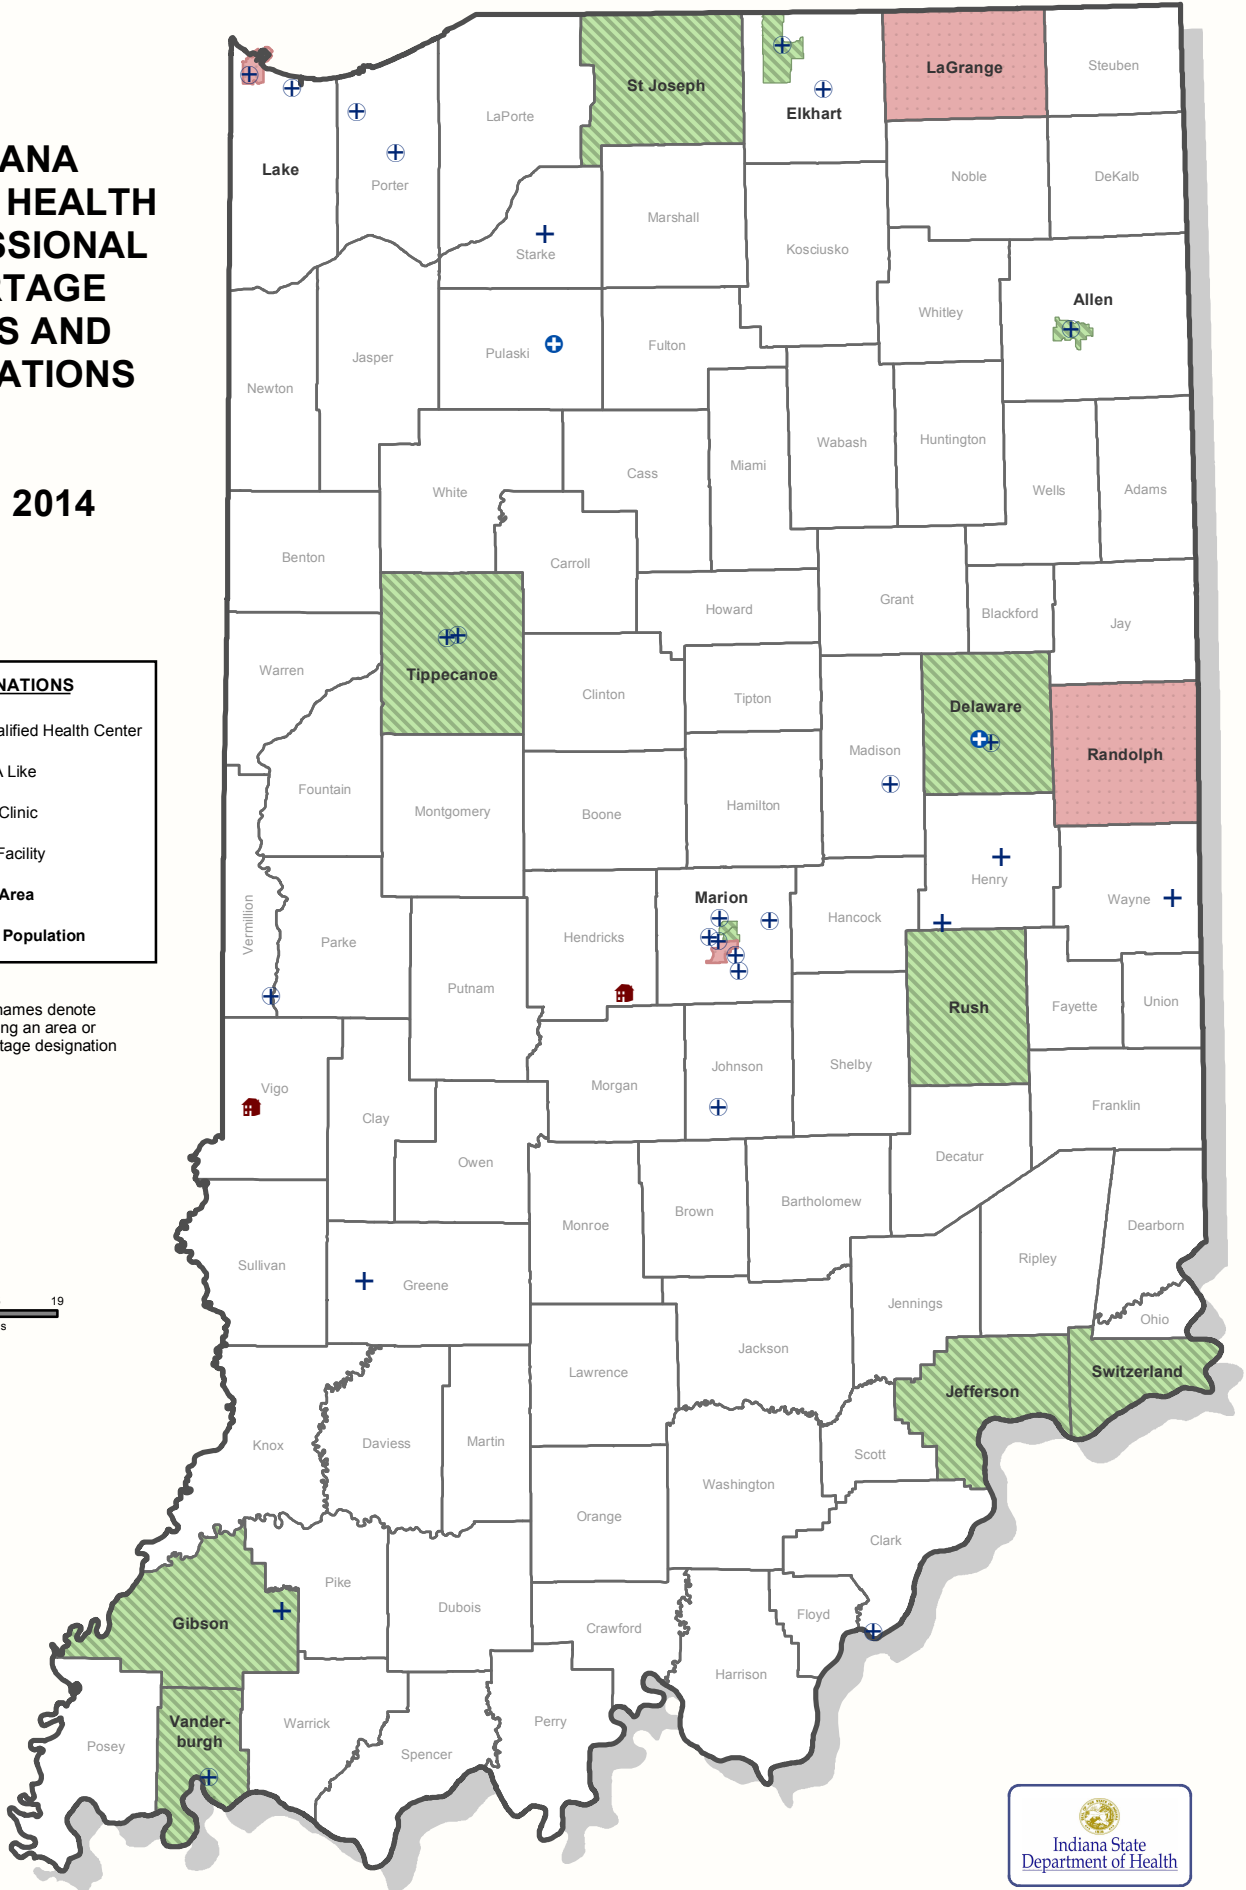 ANA
HEALTH
SSIONAL
RTAGE
S AND
ATIONS
2014
NATIONS
alified Health Center
A Like
Clinic
Facility
Area
Population
names denote
ng an area or
tage designation
19
s
St Joseph
LaGrange
Steuben
Elkhart
LaPorte
Lake
Porter
Noble
DeKalb
Marshall
Starke
Kosciusko
Allen
Whitley
Pulaski
Fulton
Jasper
Newton
Wabash
Huntington
Miami
Cass
White
Wells
Adams
Benton
Carroll
Grant
Howard
Blackford
Jay
Warren
Tippecanoe
Clinton
Tipton
Delaware
Madison
Randolph
Fountain
Montgomery
Boone
Hamilton
Henry
Wayne
Marion
Hancock
Vermillion
Parke
Hendricks
Putnam
Rush
Fayette
Union
Vigo
Clay
Morgan
Johnson
Shelby
Franklin
Owen
Decatur
Monroe
Brown
Bartholomew
Dearborn
Sullivan
Greene
Ripley
Jennings
Ohio
Lawrence
Jackson
Jefferson
Switzerland
Knox
Daviess
Martin
Scott
Washington
Orange
Clark
Pike
Dubois
Gibson
Crawford
Floyd
Harrison
Posey
Vander-
burgh
Warrick
Spencer
Perry
Indiana State
Department of Health